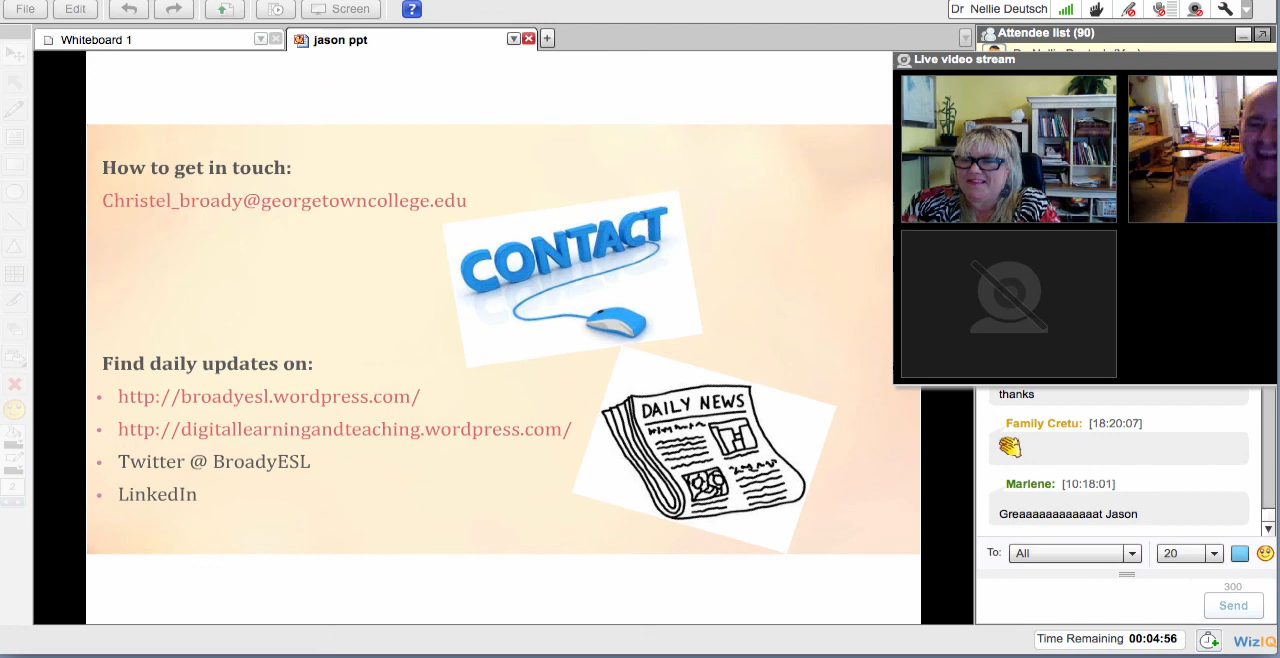 File
Edit
Screen
?
Dr Nellie Deutsch
Whiteboard 1
jason ppt
Attendee list (90)
Live video stream
How to get in touch:
Christel_broady@georgetowncollege.edu
CONTACT
Find daily updates on:
http://broadyesl.wordpress.com/
http://digitallearningandteaching.wordpress.com/
Twitter @ BroadyESL
LinkedIn
DAILY NEWS
2
thanks
Family Cretu: [18:20:07]
Marlene: [10:18:01]
Greaaaaaaaaaaaat Jason
To: All 20
300
Send
Time Remaining 00:04:56
WizIQ